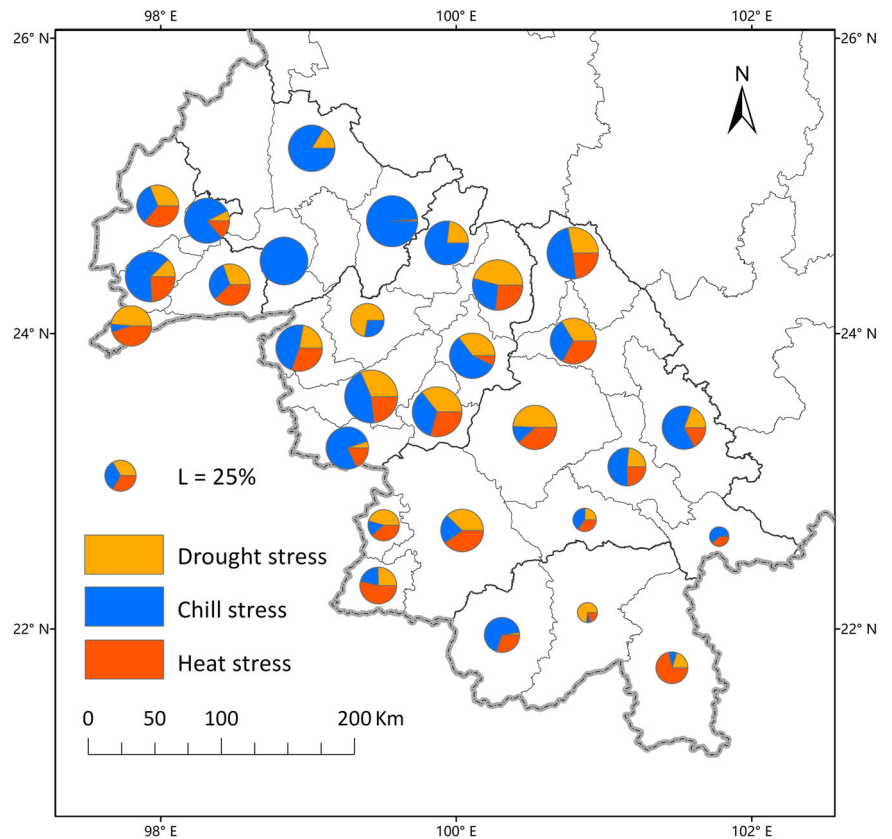 98° E 100° E 102° E
26° N 26° N
N
24° N 24° N
L = 25%
Drought stress
Chill stress
Heat stress
22° N 22° N
0 50 100 200 Km
98° E 100° E 102° E